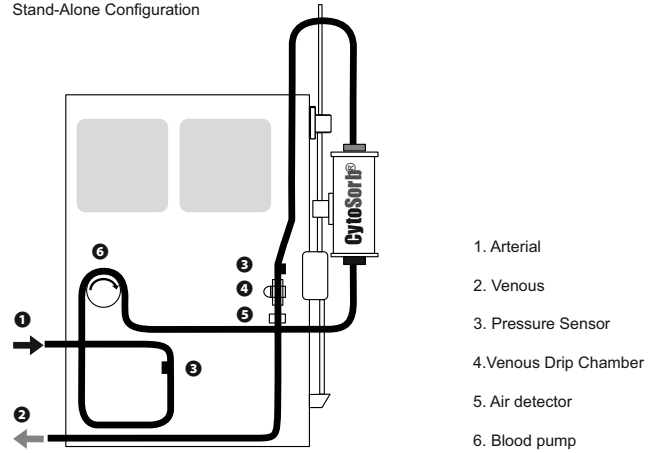 Stand-Alone Configuration
CytoSorb®
6
3
4
5
1
3
2
1. Arterial
2. Venous
3. Pressure Sensor
4.Venous Drip Chamber
5. Air detector
6. Blood pump